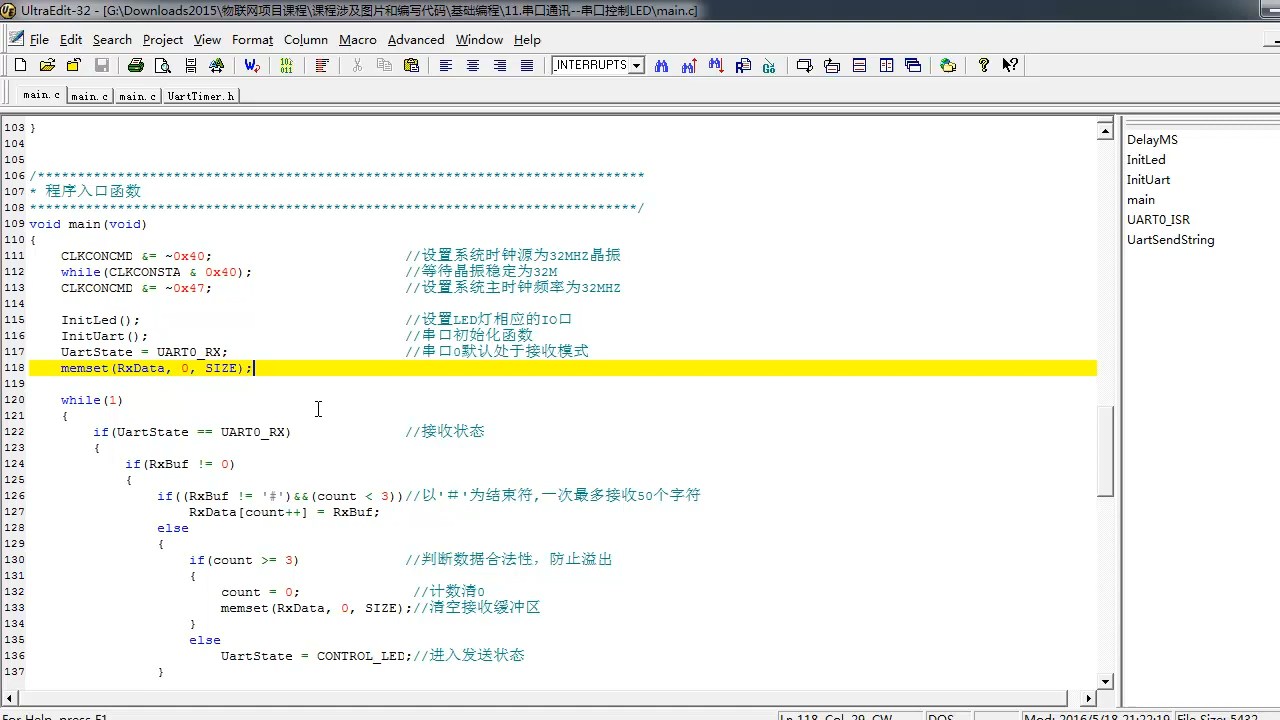 UltraEdit-32 - [G:\Downloads2015\物联网项目课程\课程涉及图片和编写代码\基础编程\11.串口通讯--串口控制LED\main.c]
File Edit Search Project View Format Column Macro Advanced Window Help
_INTERRUPTS
main.c main.c main.c UartTimer.h
103 }
104
105
106 /****************************************************************************
107 * 程序入口函数
108 ****************************************************************************/
109 void main(void)
110 {
111 CLKCONCMD &= ~0x40; //设置系统时钟源为32MHZ晶振
112 while(CLKCONSTA & 0x40); //等待晶振稳定为32M
113 CLKCONCMD &= ~0x47; //设置系统主时钟频率为32MHZ
114
115 InitLed(); //设置LED灯相应的IO口
116 InitUart(); //串口初始化函数
117 UartState = UART0_RX; //串口0默认处于接收模式
118 memset(RxData, 0, SIZE);
119
120 while(1)
121 {
122 if(UartState == UART0_RX) //接收状态
123 {
124 if(RxBuf != 0)
125 {
126 if((RxBuf != '#')&&(count < 3))//以'＃'为结束符,一次最多接收50个字符
127 RxData[count++] = RxBuf;
128 else
129 {
130 if(count >= 3) //判断数据合法性，防止溢出
131 {
132 count = 0; //计数清0
133 memset(RxData, 0, SIZE);//清空接收缓冲区
134 }
135 else
136 UartState = CONTROL_LED;//进入发送状态
137 }
DelayMS
InitLed
InitUart
main
UART0_ISR
UartSendString
For Help, press F1
Ln 118, Col. 29, CW DOS Mod: 2016/5/18 21:22:19 File Size: 5432